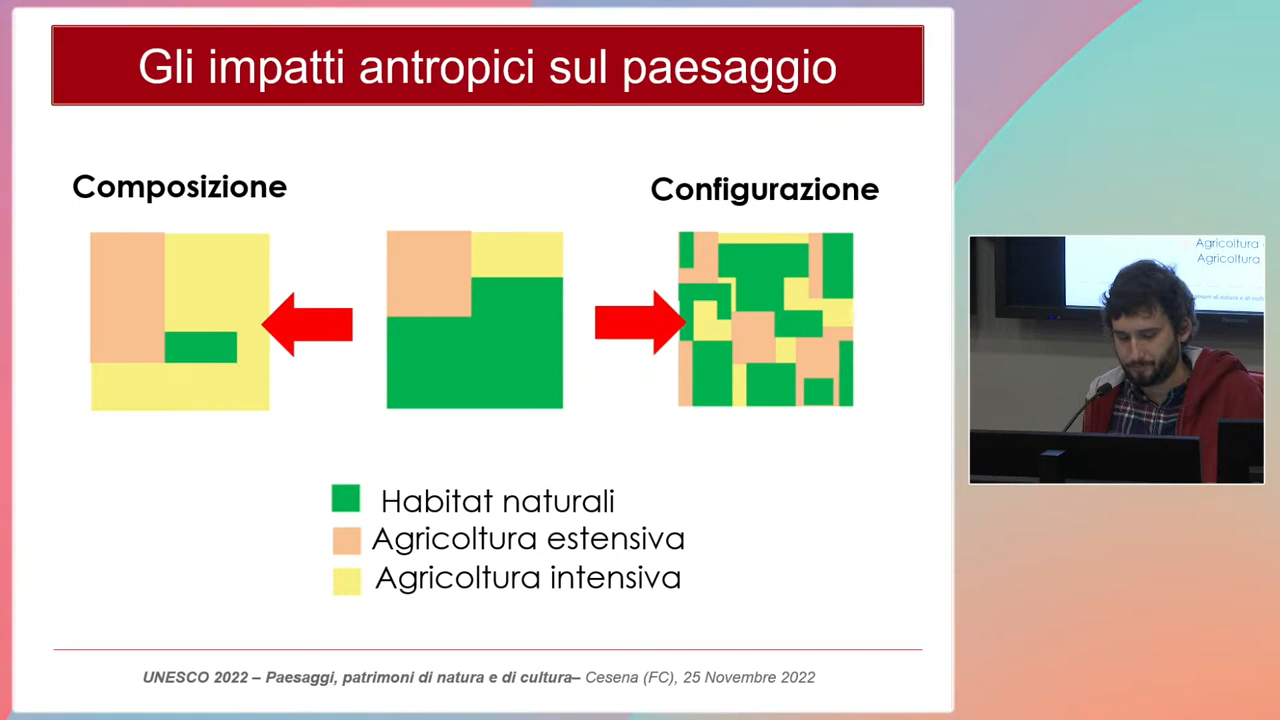 Gli impatti antropici sul paesaggio
Composizione
Configurazione
Habitat naturali
Agricoltura estensiva
Agricoltura intensiva
UNESCO 2022 – Paesaggi, patrimoni di natura e di cultura– Cesena (FC), 25 Novembre 2022
Agricoltura
Agricoltura